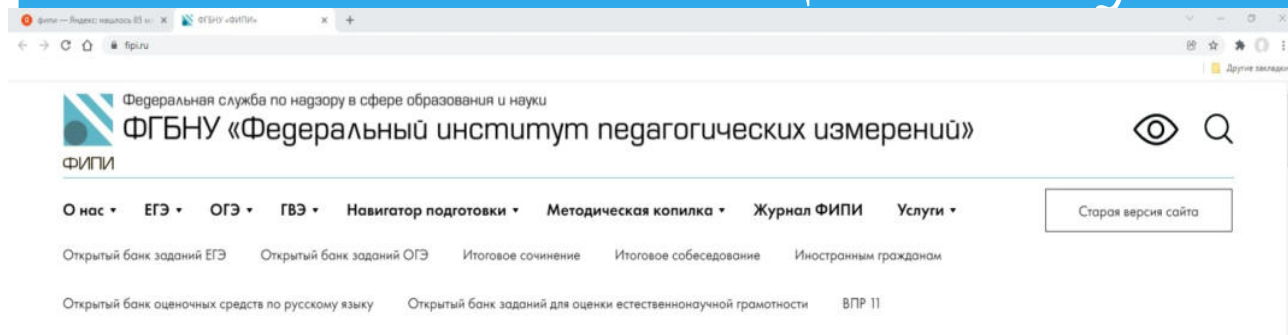 фипи — Яндекс: нашлось 85
ФГБНУ «ФИПИ»
fipi.ru
Другие закладки
Федеральная служба по надзору в сфере образования и науки
ФГБНУ «Федеральный институт педагогических измерений»
ФИПИ
О нас ЕГЭ ОГЭ ГВЭ Навигатор подготовки Методическая копилка Журнал ФИПИ Услуги Старая версия сайта
Открытый банк заданий ЕГЭ Открытый банк заданий ОГЭ Итоговое сочинение Итоговое собеседование Иностранным гражданам
Открытый банк оценочных средств по русскому языку Открытый банк заданий для оценки естественнонаучной грамотности ВПР 11